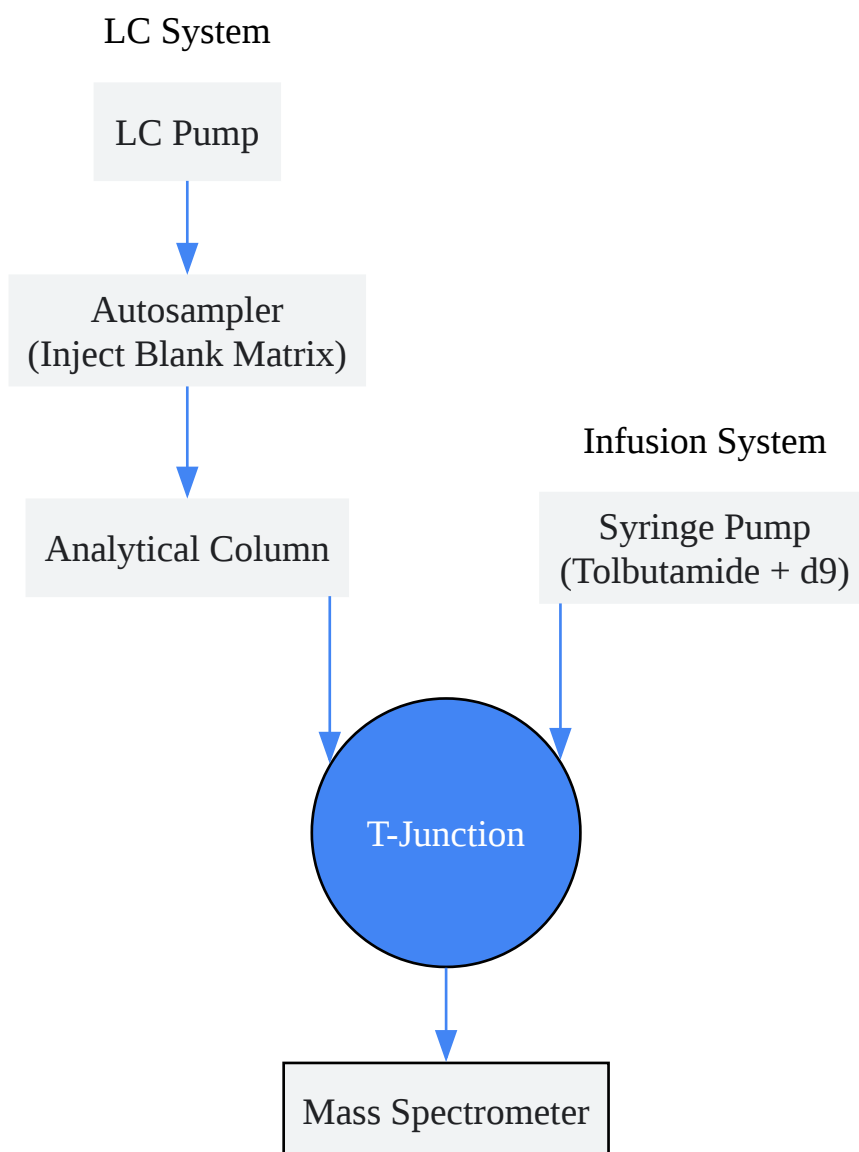 LC System
LC Pump
Autosampler
(Inject Blank Matrix)
Analytical Column
Infusion System
Syringe Pump
(Tolbutamide + d9)
T-Junction
Mass Spectrometer